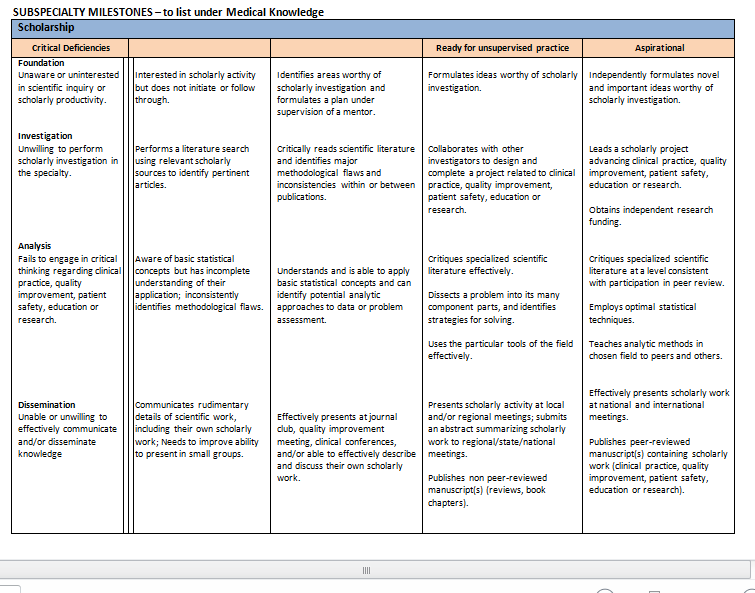 SUBSPECIALTY MILESTONES – to list under Medical Knowledge
Scholarship
Critical Deficiencies
Ready for unsupervised practice
Aspirational
Foundation
Unaware or uninterested
in scientific inquiry or
scholarly productivity.
Interested in scholarly activity
but does not initiate or follow
through.
Identifies areas worthy of
scholarly investigation and
formulates a plan under
supervision of a mentor.
Formulates ideas worthy of scholarly
investigation.
Independently formulates novel
and important ideas worthy of
scholarly investigation.
Investigation
Unwilling to perform
scholarly investigation in
the specialty.
Performs a literature search
using relevant scholarly
sources to identify pertinent
articles.
Critically reads scientific literature
and identifies major
methodological flaws and
inconsistencies within or between
publications.
Collaborates with other
investigators to design and
complete a project related to clinical
practice, quality improvement,
patient safety, education or
research.
Leads a scholarly project
advancing clinical practice, quality
improvement, patient safety,
education or research.
Obtains independent research
funding.
Analysis
Fails to engage in critical
thinking regarding clinical
practice, quality
improvement, patient
safety, education or
research.
Aware of basic statistical
concepts but has incomplete
understanding of their
application; inconsistently
identifies methodological flaws.
Understands and is able to apply
basic statistical concepts and can
identify potential analytic
approaches to data or problem
assessment.
Critiques specialized scientific
literature effectively.
Dissects a problem into its many
component parts, and identifies
strategies for solving.
Uses the particular tools of the field
effectively.
Critiques specialized scientific
literature at a level consistent
with participation in peer review.
Employs optimal statistical
techniques.
Teaches analytic methods in
chosen field to peers and others.
Dissemination
Unable or unwilling to
effectively communicate
and/or disseminate
knowledge
Communicates rudimentary
details of scientific work,
including their own scholarly
work; Needs to improve ability
to present in small groups.
Effectively presents at journal
club, quality improvement
meeting, clinical conferences,
and/or able to effectively describe
and discuss their own scholarly
work.
Presents scholarly activity at local
and/or regional meetings; submits
an abstract summarizing scholarly
work to regional/state/national
meetings.
Publishes non peer-reviewed
manuscript(s) (reviews, book
chapters).
Effectively presents scholarly work
at national and international
meetings.
Publishes peer-reviewed
manuscript(s) containing scholarly
work (clinical practice, quality
improvement, patient safety,
education or research).